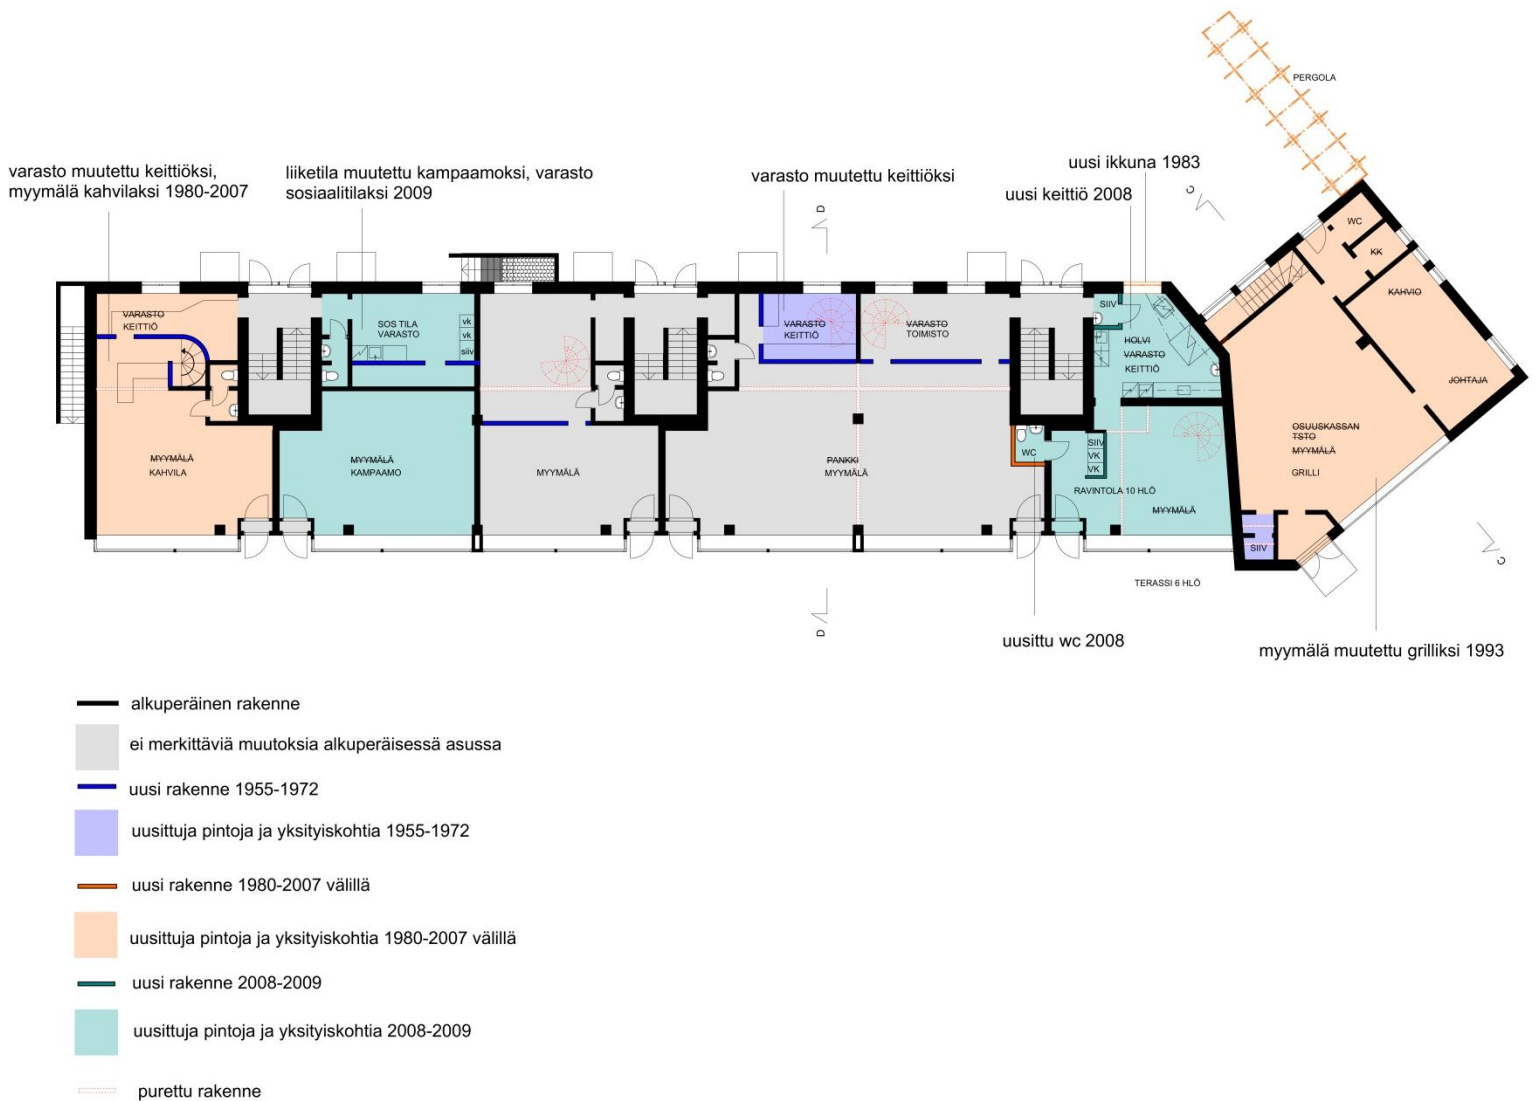 PERGOLA
varasto muutettu keittiöksi,
myymälä kahvilaksi 1980-2007
liiketila muutettu kampaamoksi, varasto
sosiaalitilaksi 2009
varasto muutettu keittiöksi
uusi ikkuna 1983
uusi keittiö 2008
D
C
WC
KK
KAHVIO
JOHTAJA
VARASTO
KEITTIÖ
SOS TILA
VARASTO
vk
vk
siiv
VARASTO
KEITTIÖ
VARASTO
TOIMISTO
SIIV
HOLVI
VARASTO
KEITTIÖ
OSUUSKASSAN
TSTO
MYYMÄLÄ
GRILLI
MYYMÄLÄ
KAHVILA
MYYMÄLÄ
KAMPAAMO
MYYMÄLÄ
PANKKI
MYYMÄLÄ
WC
SIIV
VK
VK
RAVINTOLA 10 HLÖ
MYYMÄLÄ
SIIV
TERASSI 6 HLÖ
C
D
uusittu wc 2008
myymälä muutettu grilliksi 1993
alkuperäinen rakenne
ei merkittäviä muutoksia alkuperäisessä asussa
uusi rakenne 1955-1972
uusittuja pintoja ja yksityiskohtia 1955-1972
uusi rakenne 1980-2007 välillä
uusittuja pintoja ja yksityiskohtia 1980-2007 välillä
uusi rakenne 2008-2009
uusittuja pintoja ja yksityiskohtia 2008-2009
purettu rakenne